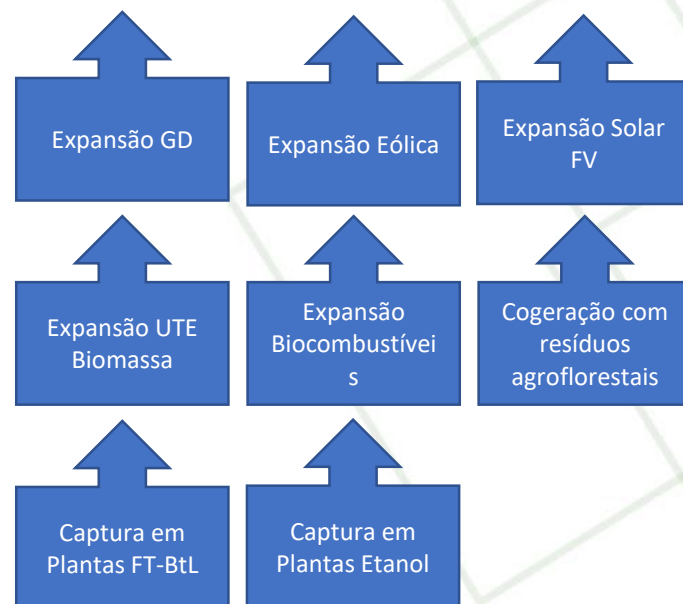 Expansão GD
Expansão Eólica
Expansão Solar
FV
Expansão UTE
Biomassa
Expansão
Biocombustívei
s
Cogeração com
resíduos
agroflorestais
Captura em
Plantas FT-BtL
Captura em
Plantas Etanol